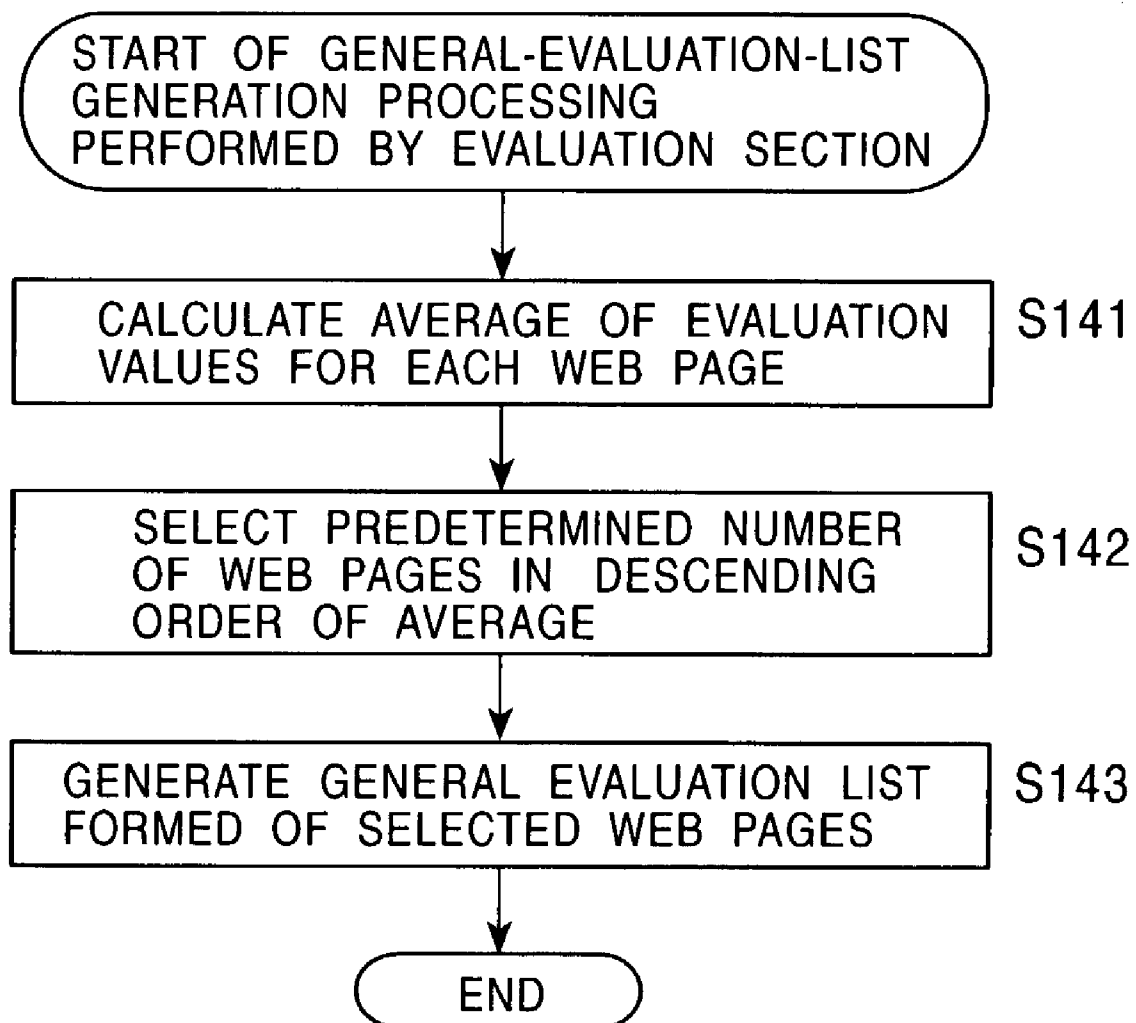 START OF GENERAL-EVALUATION-LIST
GENERATION PROCESSING
PERFORMED BY EVALUATION SECTION
CALCULATE AVERAGE OF EVALUATION
VALUES FOR EACH WEB PAGE
S141
SELECT PREDETERMINED NUMBER
OF WEB PAGES IN DESCENDING
ORDER OF AVERAGE
S142
GENERATE GENERAL EVALUATION LIST
FORMED OF SELECTED WEB PAGES
S143
END